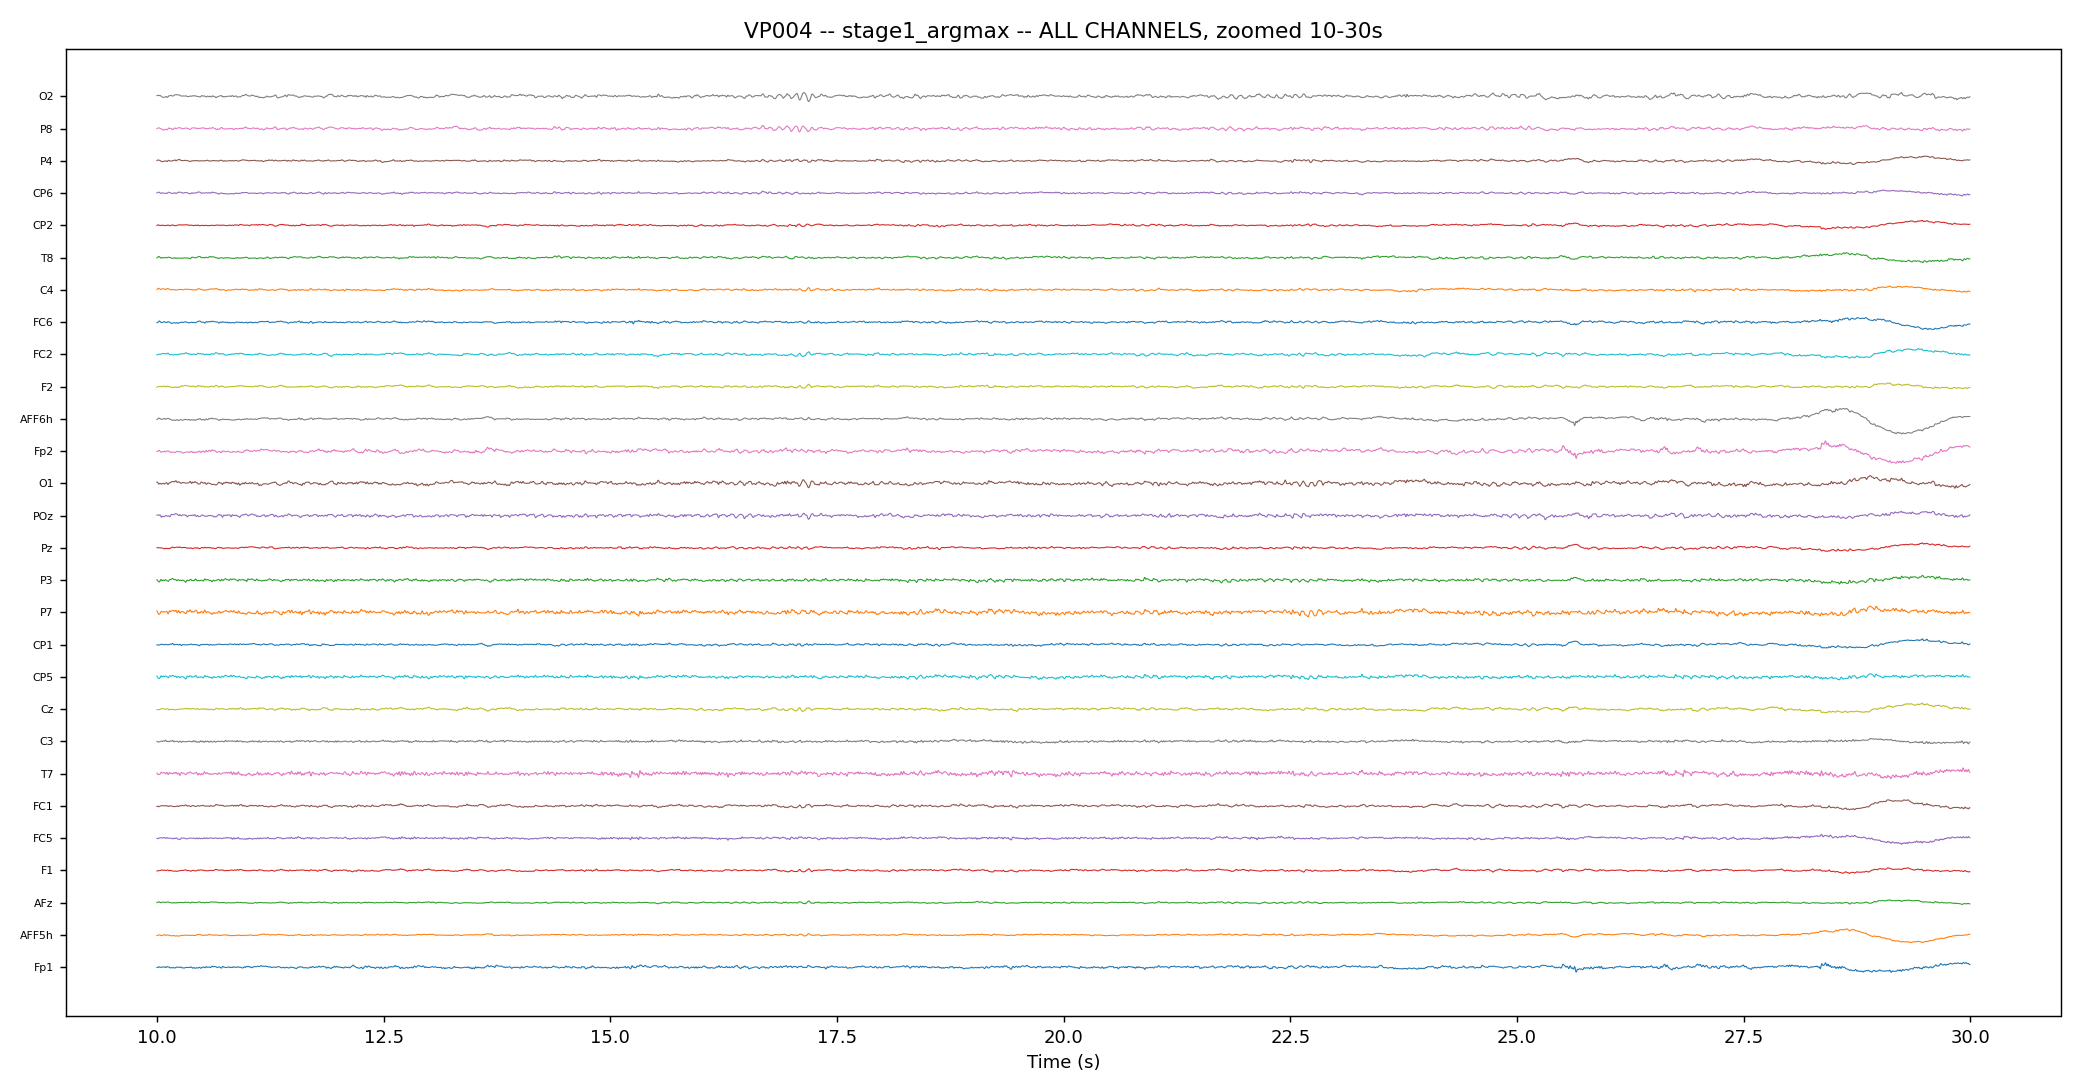 VP004 -- stage1_argmax -- ALL CHANNELS, zoomed 10-30s
O2
P8
P4
CP6
CP2
T8
C4
FC6
FC2
F2
AFF6h
Fp2
O1
POz
Pz
P3
P7
CP1
CP5
Cz
C3
T7
FC1
FC5
F1
AFz
AFF5h
Fp1
10.0 12.5 15.0 17.5 20.0 22.5 25.0 27.5 30.0
Time (s)